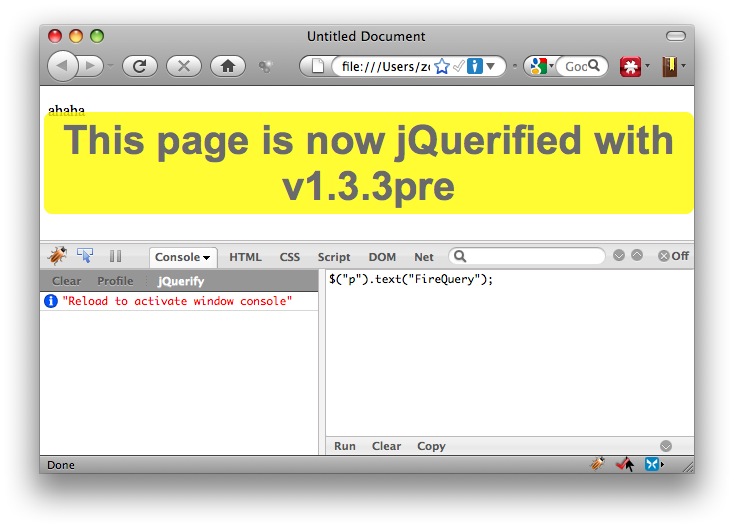 Untitled Document
file:///Users/zo
Goo
ahaha
This page is now jQuerified with
v1.3.3pre
Console HTML CSS Script DOM Net Off
Clear Profile jQuerify
"Reload to activate window console"
$("p").text("FireQuery");
Run Clear Copy
Done